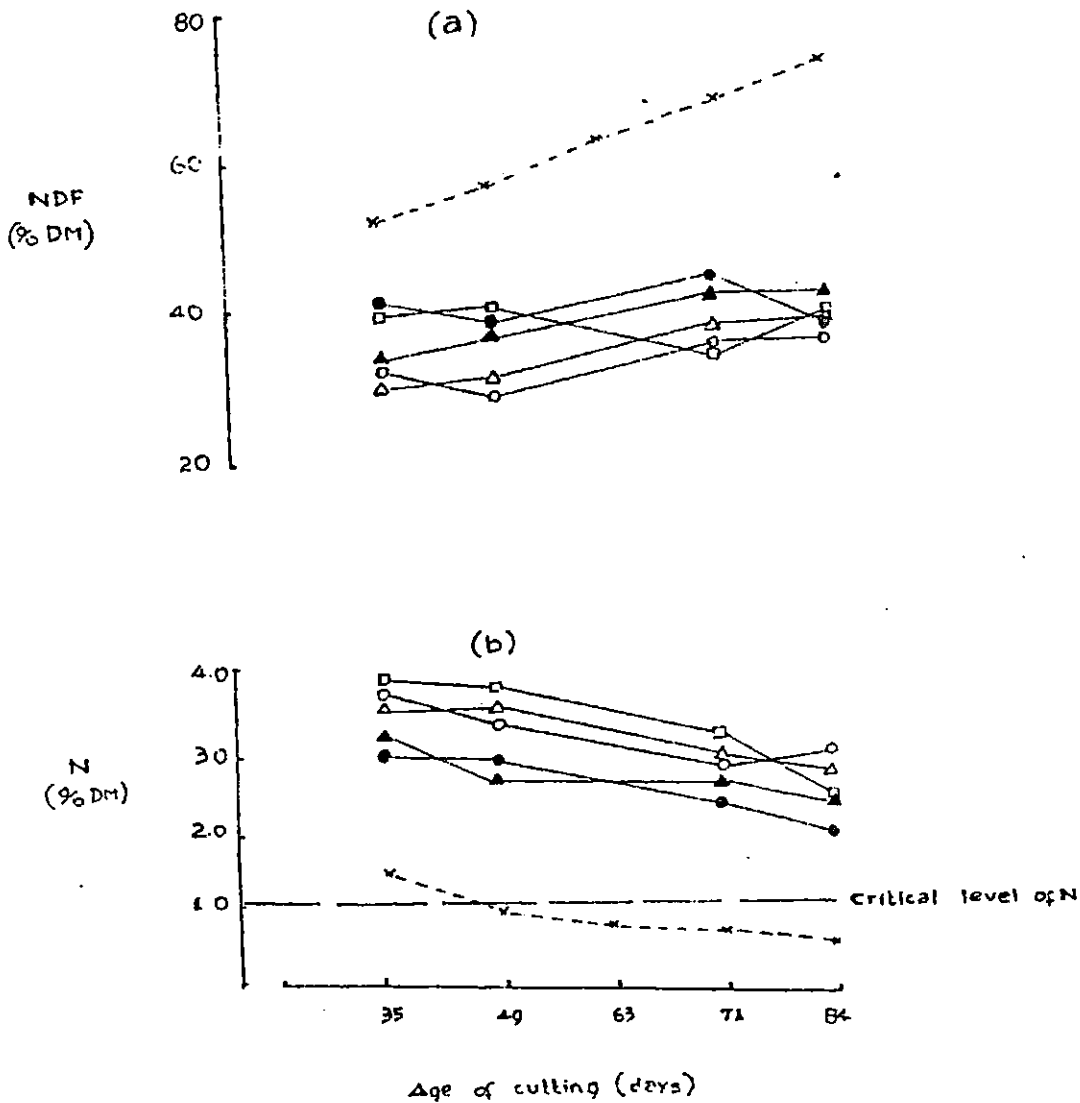 (a)
80
60
40
20
NDF
(% DM)
(b)
4.0
3.0
2.0
1.0
N
(% DM)
Critical level of N
35 49 63 71 84
Age of cutting (days)